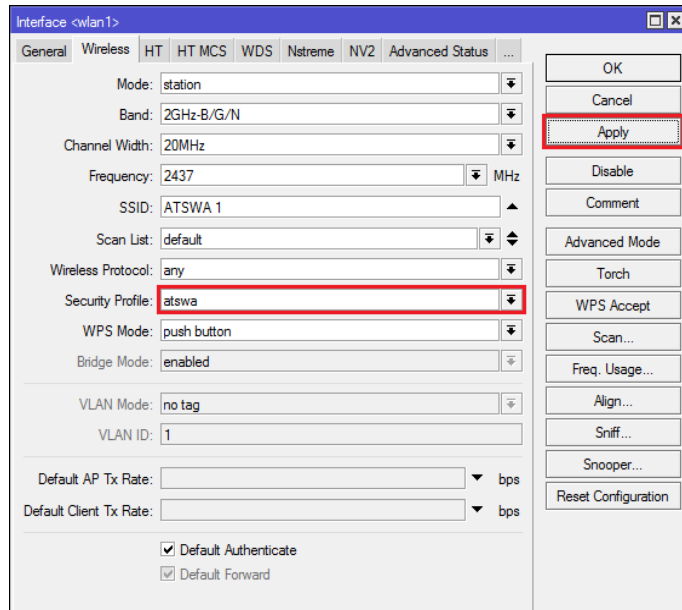 Interface <wlan1>
General Wireless HT HT MCS WDS Nstreme NV2 Advanced Status ...
Mode: station
Band: 2GHz-B/G/N
Channel Width: 20MHz
Frequency: 2437 MHz
SSID: ATSWA 1
Scan List: default
Wireless Protocol: any
Security Profile: atswa
WPS Mode: push button
Bridge Mode: enabled
VLAN Mode: no tag
VLAN ID: 1
Default AP Tx Rate: bps
Default Client Tx Rate: bps
Default Authenticate
Default Forward
OK
Cancel
Apply
Disable
Comment
Advanced Mode
Torch
WPS Accept
Scan...
Freq. Usage...
Align...
Sniff...
Snooper...
Reset Configuration